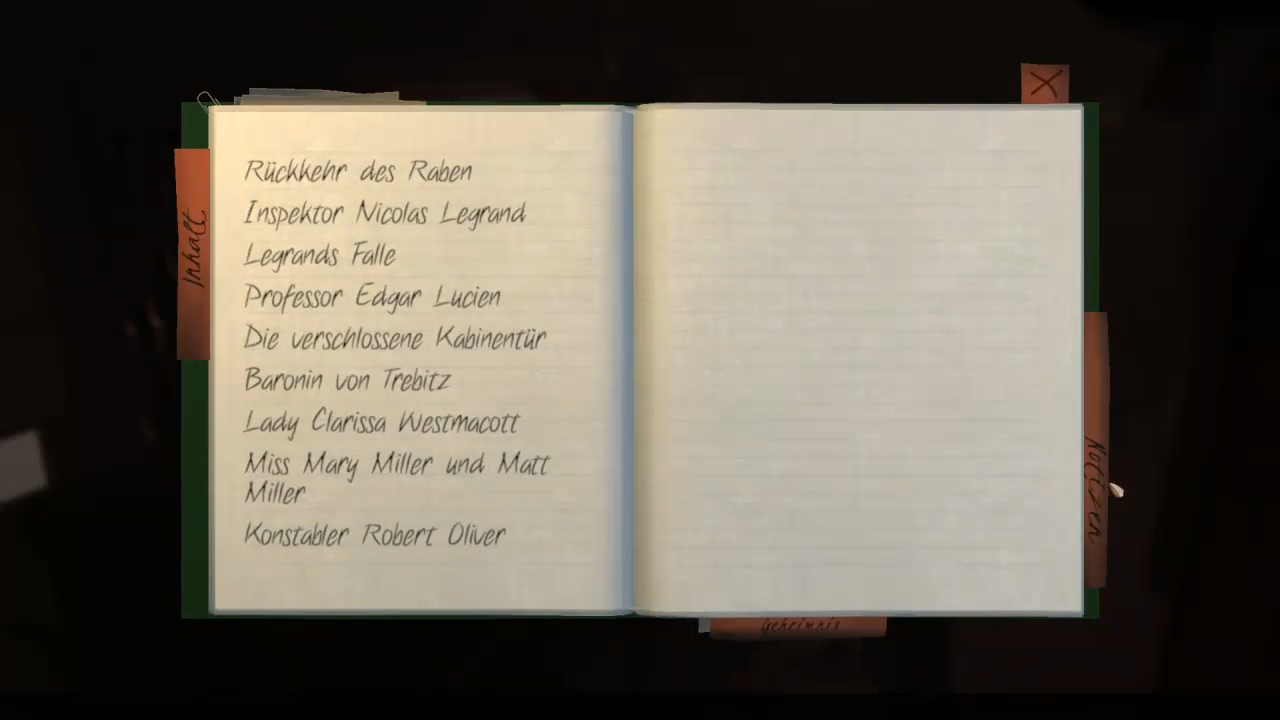 Rückkehr des Raben
Inspektor Nicolas Legrand
Legrands Falle
Professor Edgar Lucien
Die verschlossene Kabinentür
Baronin von Trebitz
Lady Clarissa Westmacott
Miss Mary Miller und Matt
Miller
Konstabler Robert Oliver
Inhalt
X
Notizen
Geheimnis